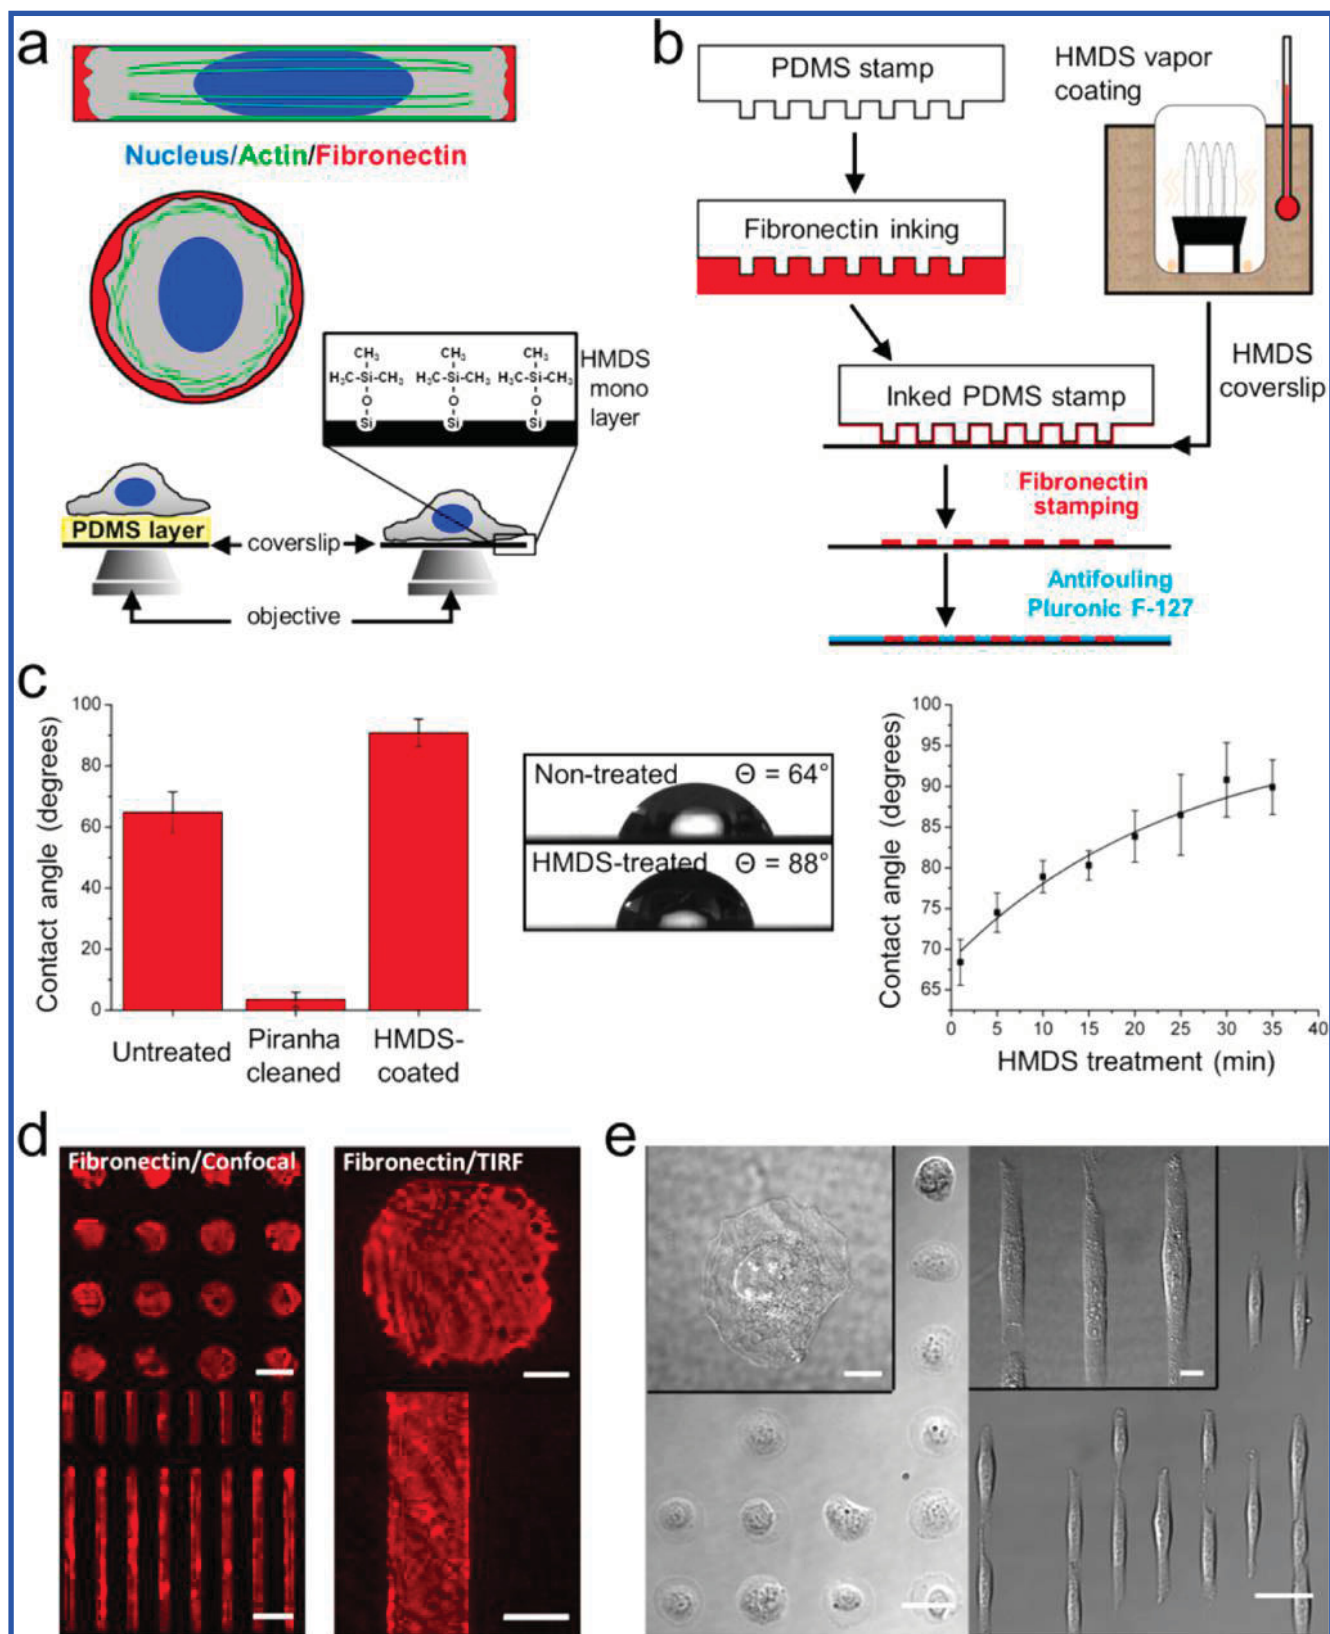 a
Nucleus/Actin/Fibronectin
CH₃ CH₃ CH₃
H₃C-Si-CH₃ H₃C-Si-CH₃ H₃C-Si-CH₃
O O O
Si Si Si
HMDS
mono
layer
PDMS layer
coverslip
objective
b
PDMS stamp
HMDS vapor
coating
Fibronectin inking
HMDS
coverslip
Inked PDMS stamp
Fibronectin
stamping
Antifouling
Pluronic F-127
c
Contact angle (degrees)
100
80
60
40
20
0
Untreated
Piranha
cleaned
HMDS-
coated
Non-treated Θ = 64°
HMDS-treated Θ = 88°
Contact angle (degrees)
100
95
90
85
80
75
70
65
0 5 10 15 20 25 30 35 40
HMDS treatment (min)
d
Fibronectin/Confocal
Fibronectin/TIRF
e